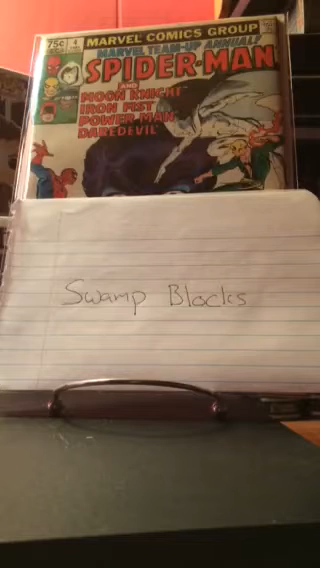 75¢ 4
MARVEL COMICS GROUP
MARVEL TEAM-UP ANNUAL!
SPIDER-MAN
AND
MOON KNIGHT
IRON FIST
POWER MAN
DAREDEVIL
Swamp Blocks